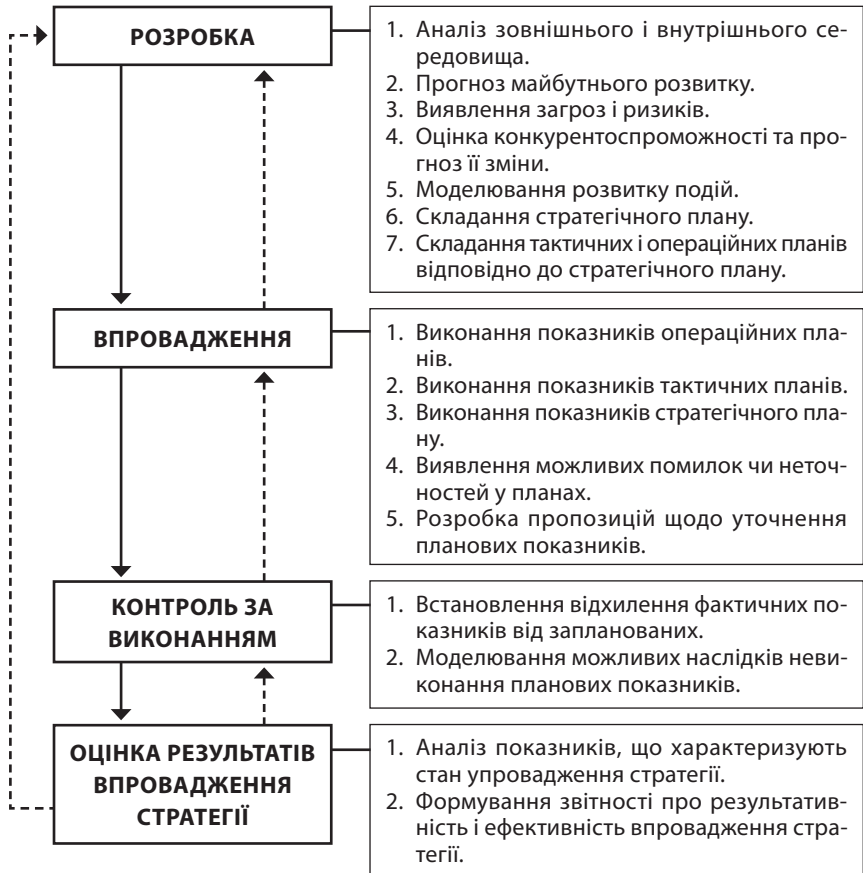 РОЗРОБКА
1. Аналіз зовнішнього і внутрішнього се-
редовища.
2. Прогноз майбутнього розвитку.
3. Виявлення загроз і ризиків.
4. Оцінка конкурентоспроможності та про-
гноз її зміни.
5. Моделювання розвитку подій.
6. Складання стратегічного плану.
7. Складання тактичних і операційних планів
відповідно до стратегічного плану.
ВПРОВАДЖЕННЯ
1. Виконання показників операційних пла-
нів.
2. Виконання показників тактичних планів.
3. Виконання показників стратегічного пла-
ну.
4. Виявлення можливих помилок чи неточ-
ностей у планах.
5. Розробка пропозицій щодо уточнення
планових показників.
КОНТРОЛЬ ЗА
ВИКОНАННЯМ
1. Встановлення відхилення фактичних по-
казників від запланованих.
2. Моделювання можливих наслідків неви-
конання планових показників.
ОЦІНКА РЕЗУЛЬТАТІВ
ВПРОВАДЖЕННЯ
СТРАТЕГІЇ
1. Аналіз показників, що характеризують
стан упровадження стратегії.
2. Формування звітності про результатив-
ність і ефективність впровадження стра-
тегії.